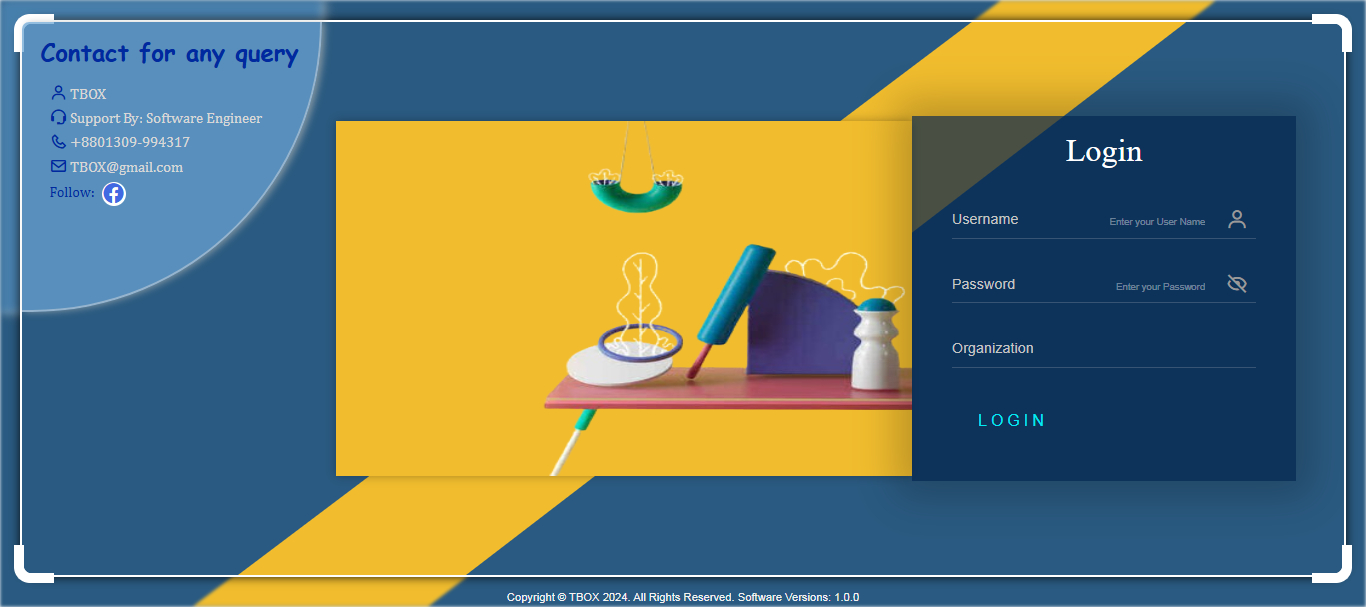 Contact for any query
TBOX
Support By: Software Engineer
+8801309-994317
TBOX@gmail.com
Follow:
Login
Username Enter your User Name
Password Enter your Password
Organization
LOGIN
Copyright © TBOX 2024. All Rights Reserved. Software Versions: 1.0.0